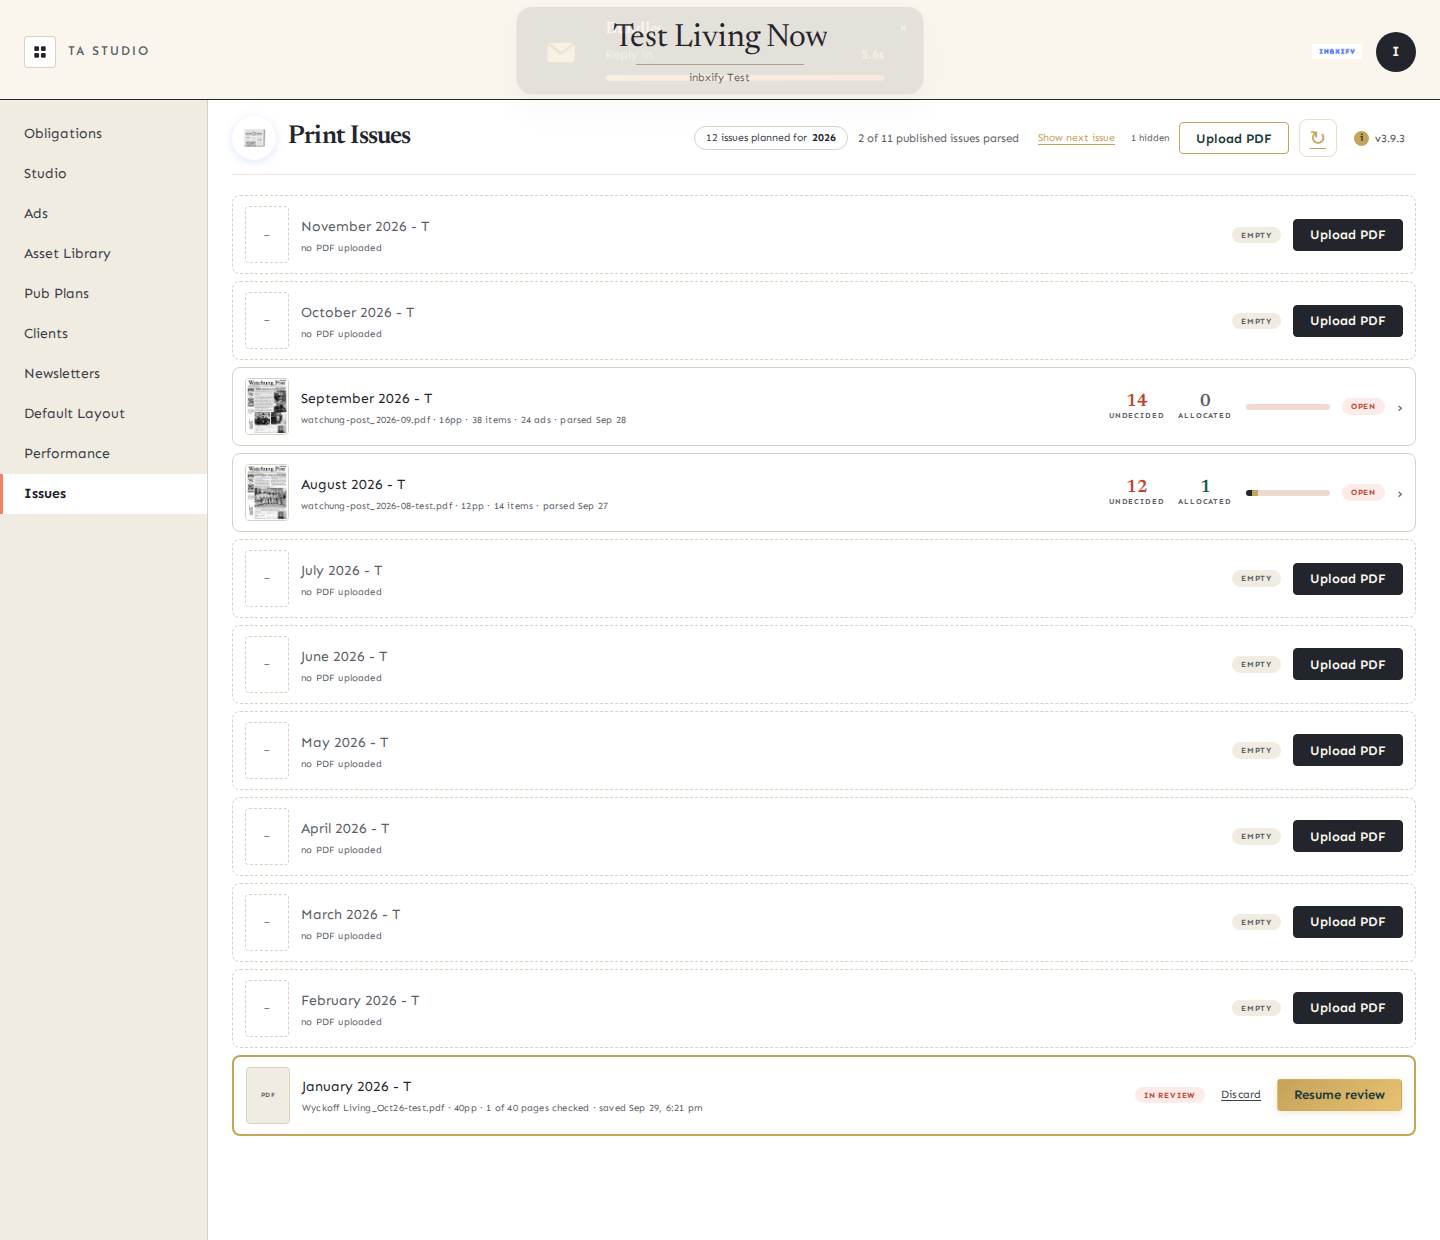 TA STUDIO
Test Living Now
inbxify Test
INBXIFY
I
Obligations
Studio
Ads
Asset Library
Pub Plans
Clients
Newsletters
Default Layout
Performance
Issues
Print Issues
12 issues planned for 2026
2 of 11 published issues parsed
Show next issue
1 hidden
Upload PDF
↻
i v3.9.3
– November 2026 - T
no PDF uploaded
EMPTY
Upload PDF
– October 2026 - T
no PDF uploaded
EMPTY
Upload PDF
Watchung Post
September 2026 - T
watchung-post_2026-09.pdf · 16pp · 38 items · 24 ads · parsed Sep 28
14 UNDECIDED
0 ALLOCATED
OPEN ›
Watchung Post
August 2026 - T
watchung-post_2026-08-test.pdf · 12pp · 14 items · parsed Sep 27
12 UNDECIDED
1 ALLOCATED
OPEN ›
– July 2026 - T
no PDF uploaded
EMPTY
Upload PDF
– June 2026 - T
no PDF uploaded
EMPTY
Upload PDF
– May 2026 - T
no PDF uploaded
EMPTY
Upload PDF
– April 2026 - T
no PDF uploaded
EMPTY
Upload PDF
– March 2026 - T
no PDF uploaded
EMPTY
Upload PDF
– February 2026 - T
no PDF uploaded
EMPTY
Upload PDF
PDF
January 2026 - T
Wyckoff Living_Oct26-test.pdf · 40pp · 1 of 40 pages checked · saved Sep 29, 6:21 pm
IN REVIEW
Discard
Resume review